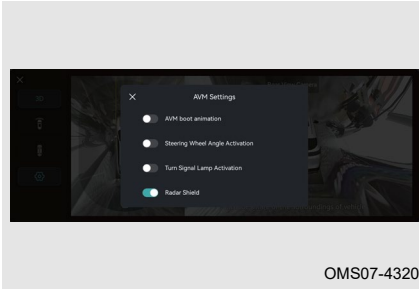 AVM Settings
AVM boot animation
Steering Wheel Angle Activation
Turn Signal Lamp Activation
Radar Shield
OMS07-4320